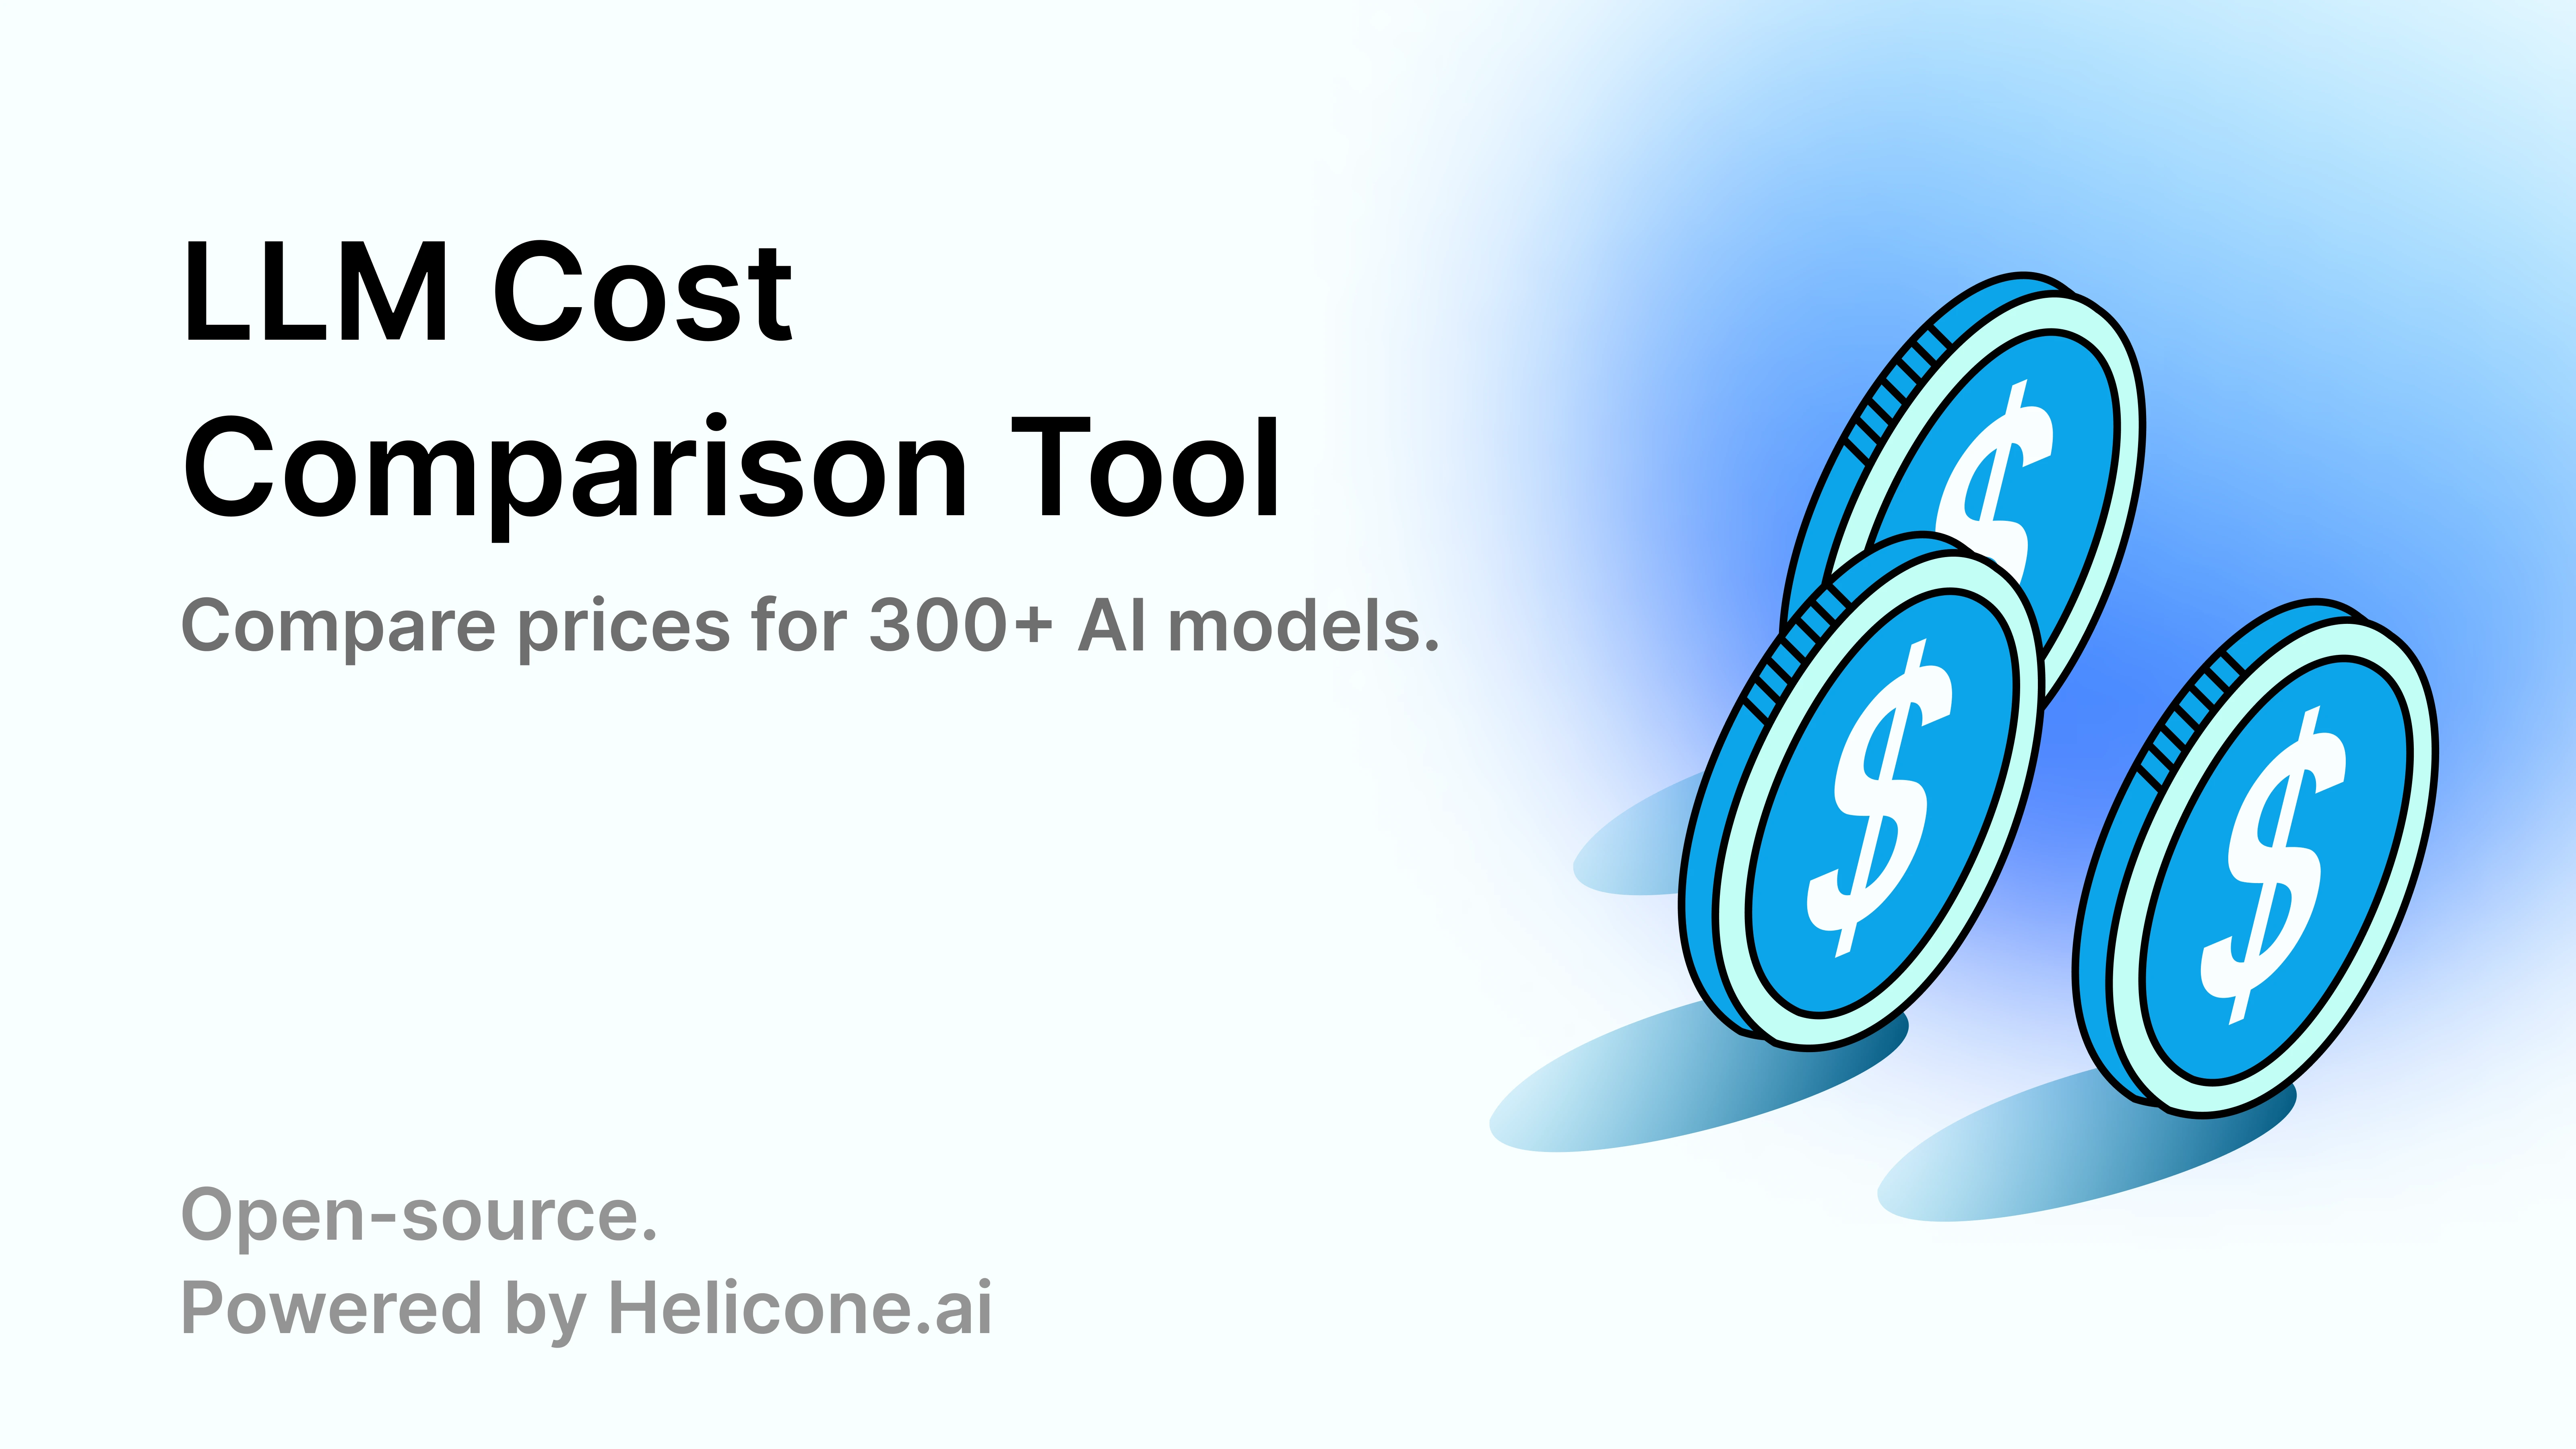 LLM Cost
Comparison Tool
Compare prices for 300+ AI models.
$
$
$
Open-source.
Powered by Helicone.ai